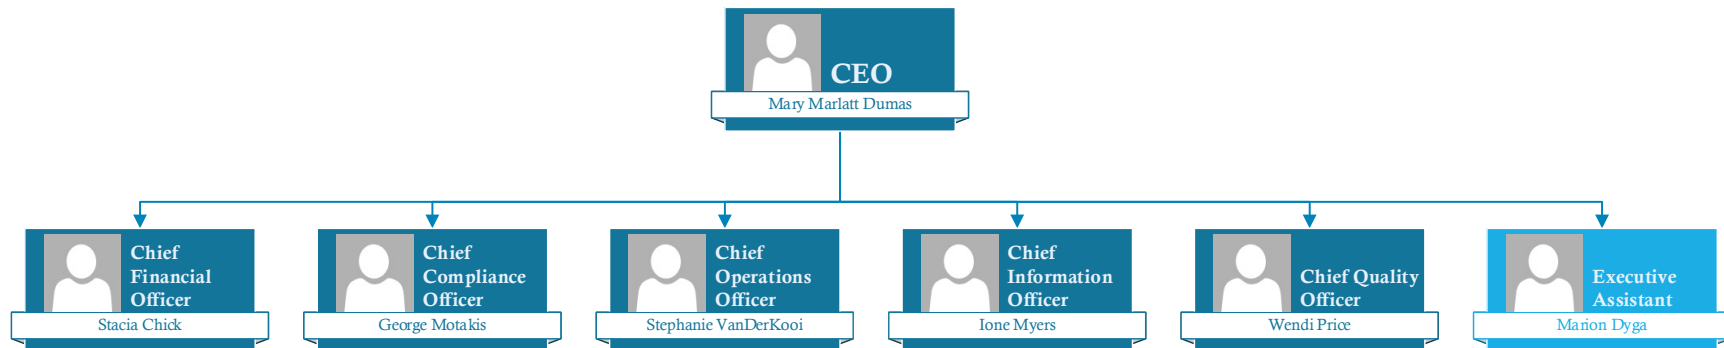 CEO
Mary Marlatt Dumas
Chief
Financial
Officer
Stacia Chick
Chief
Compliance
Officer
George Motakis
Chief
Operations
Officer
Stephanie VanDerKooi
Chief
Information
Officer
Ione Myers
Chief Quality
Officer
Wendi Price
Executive
Assistant
Marion Dyga